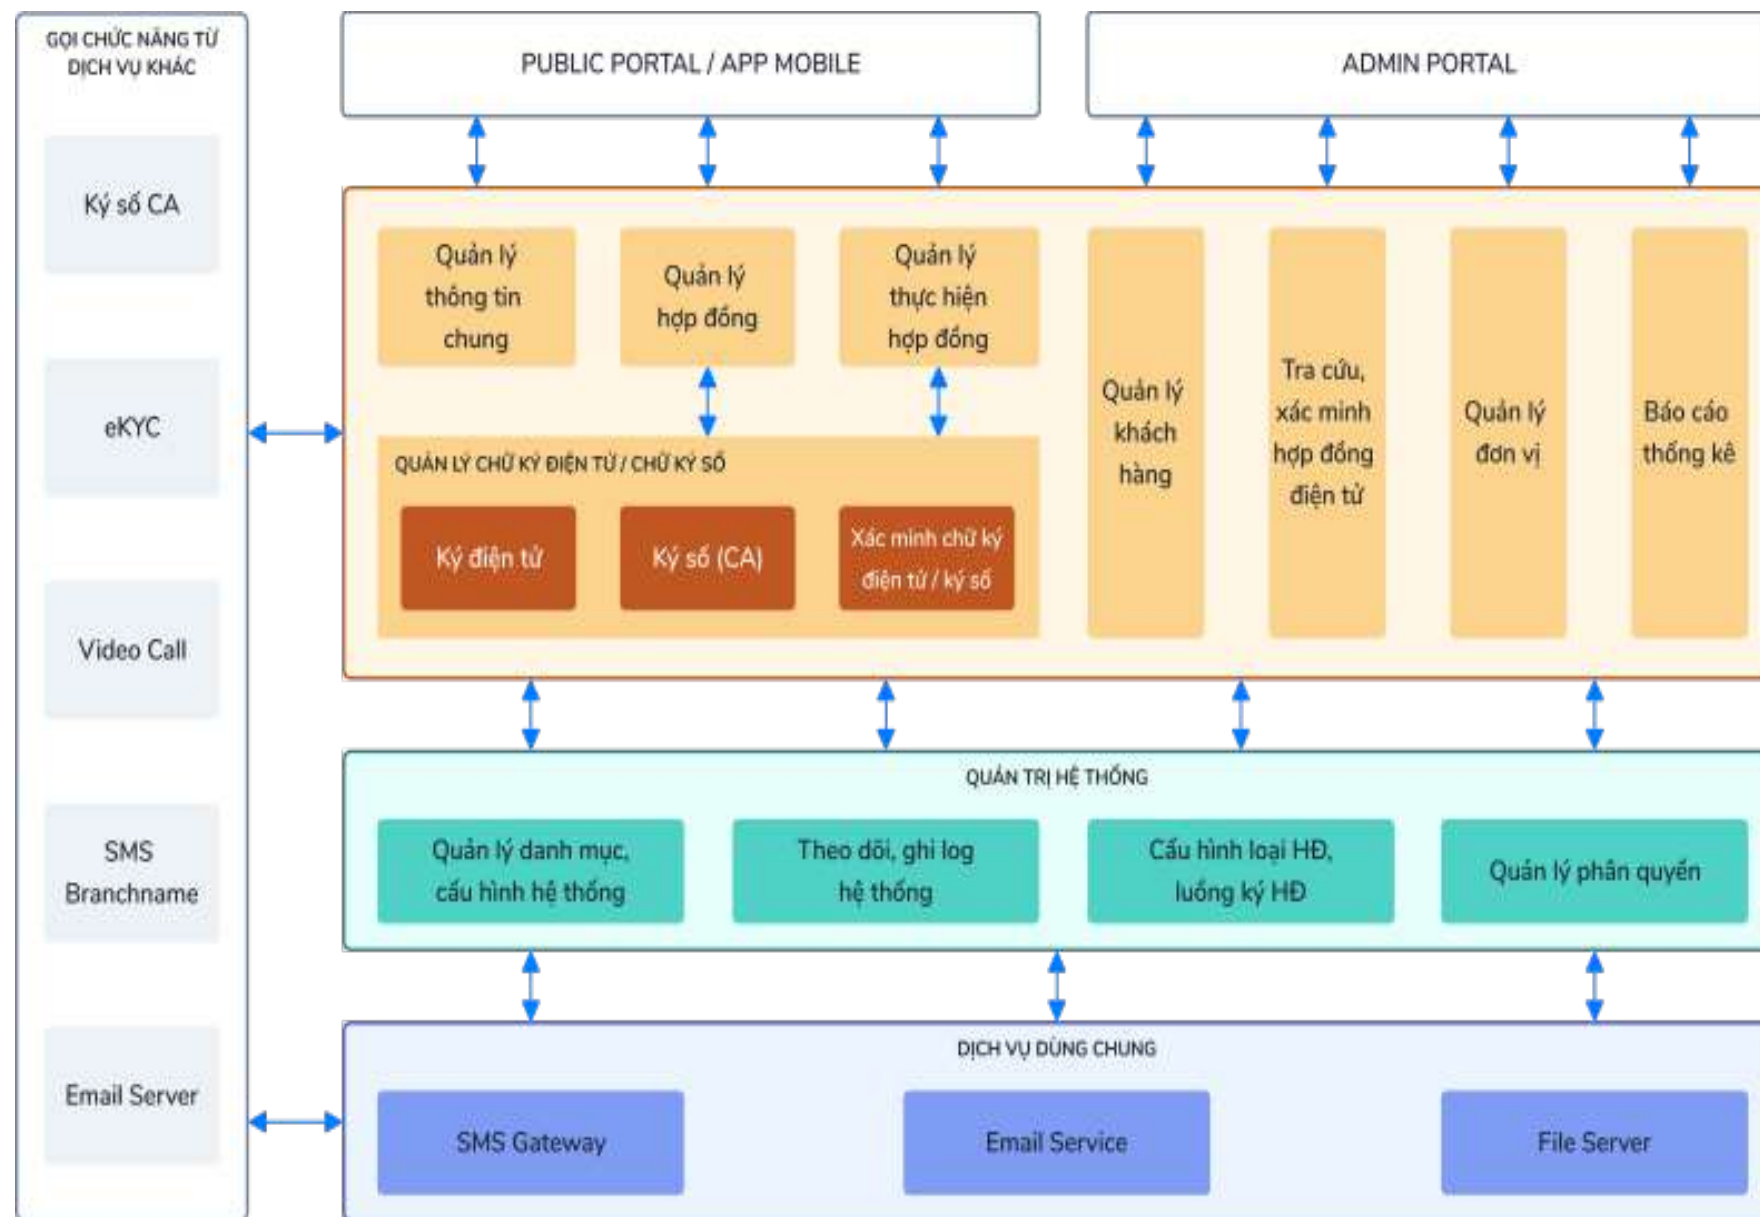 GỌI CHỨC NĂNG TỪ
DỊCH VỤ KHÁC
Ký số CA
eKYC
Video Call
SMS
Branchname
Email Server
PUBLIC PORTAL / APP MOBILE
ADMIN PORTAL
Quản lý
thông tin
chung
Quản lý
hợp đồng
Quản lý
thực hiện
hợp đồng
QUẢN LÝ CHỮ KÝ ĐIỆN TỬ / CHỮ KÝ SỐ
Ký điện tử
Ký số (CA)
Xác minh chữ ký
điện tử / ký số
Quản lý
khách
hàng
Tra cứu,
xác minh
hợp đồng
điện tử
Quản lý
đơn vị
Báo cáo
thống kê
QUẢN TRỊ HỆ THỐNG
Quản lý danh mục,
cấu hình hệ thống
Theo dõi, ghi log
hệ thống
Cấu hình loại HĐ,
luồng ký HĐ
Quản lý phân quyền
DỊCH VỤ DÙNG CHUNG
SMS Gateway
Email Service
File Server